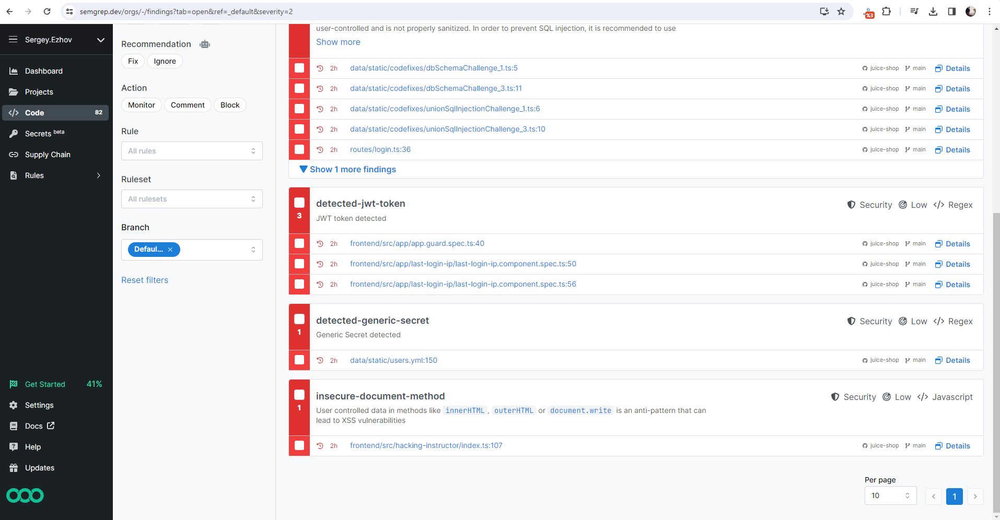 semgrep.dev/orgs/-/findings?tab=open&ref=_default&severity=2
%3
Sergey.Ezhov
Dashboard
Projects
Code 82
Secrets beta
Supply Chain
Rules
Get Started 41%
Settings
Docs
Help
Updates
Recommendation
Fix Ignore
Action
Monitor Comment Block
Rule
All rules
Ruleset
All rulesets
Branch
Defaul... ×
Reset filters
user-controlled and is not properly sanitized. In order to prevent SQL injection, it is recommended to use
Show more
2h data/static/codefixes/dbSchemaChallenge_1.ts:5 juice-shop main Details
2h data/static/codefixes/dbSchemaChallenge_3.ts:11 juice-shop main Details
2h data/static/codefixes/unionSqlInjectionChallenge_1.ts:6 juice-shop main Details
2h data/static/codefixes/unionSqlInjectionChallenge_3.ts:10 juice-shop main Details
2h routes/login.ts:36 juice-shop main Details
Show 1 more findings
detected-jwt-token Security Low Regex
3
JWT token detected
2h frontend/src/app/app.guard.spec.ts:40 juice-shop main Details
2h frontend/src/app/last-login-ip/last-login-ip.component.spec.ts:50 juice-shop main Details
2h frontend/src/app/last-login-ip/last-login-ip.component.spec.ts:56 juice-shop main Details
detected-generic-secret Security Low Regex
1
Generic Secret detected
2h data/static/users.yml:150 juice-shop main Details
insecure-document-method Security Low Javascript
1
User controlled data in methods like innerHTML, outerHTML or document.write is an anti-pattern that can
lead to XSS vulnerabilities
2h frontend/src/hacking-instructor/index.ts:107 juice-shop main Details
Per page
10 < 1 >